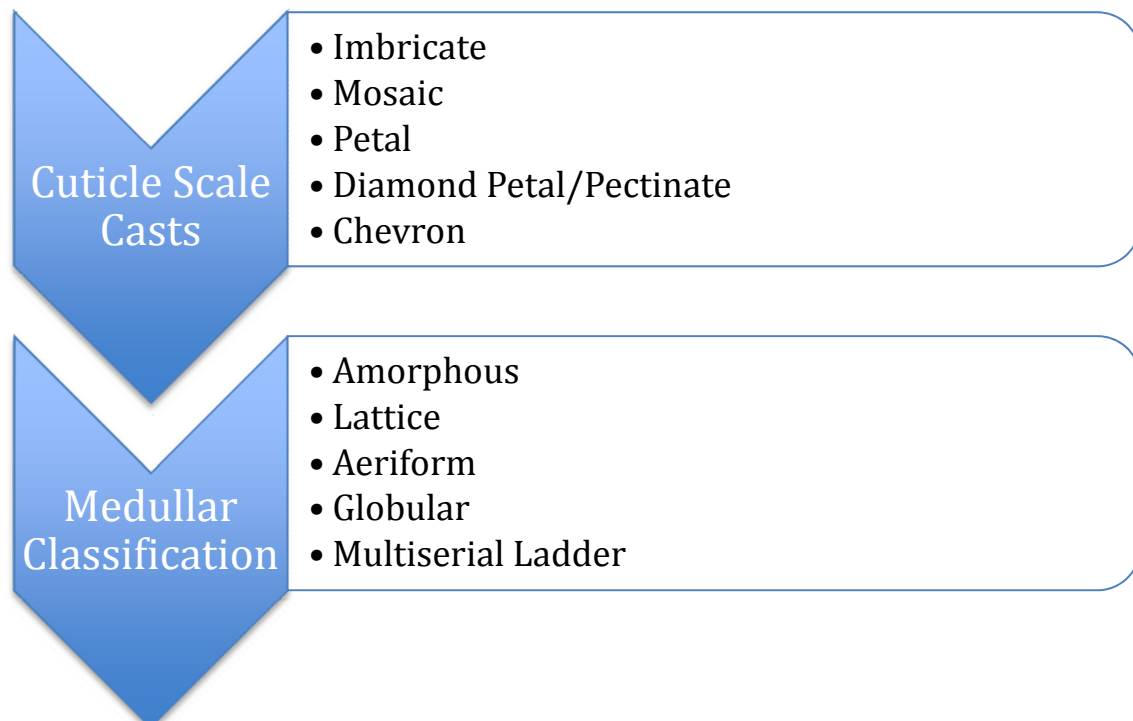 Cuticle Scale
Casts
• Imbricate
• Mosaic
• Petal
• Diamond Petal/Pectinate
• Chevron
Medullar
Classification
• Amorphous
• Lattice
• Aeriform
• Globular
• Multiserial Ladder